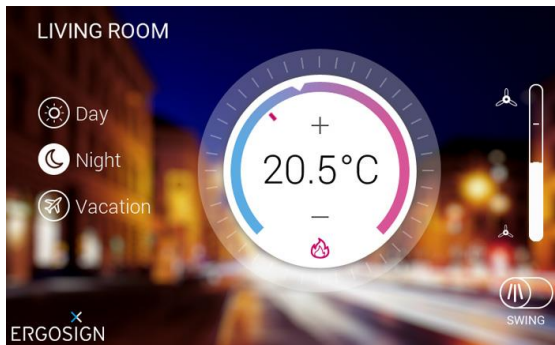 LIVING ROOM
Day
Night
Vacation
+
20.5°C
−
SWING
ERGOSIGN